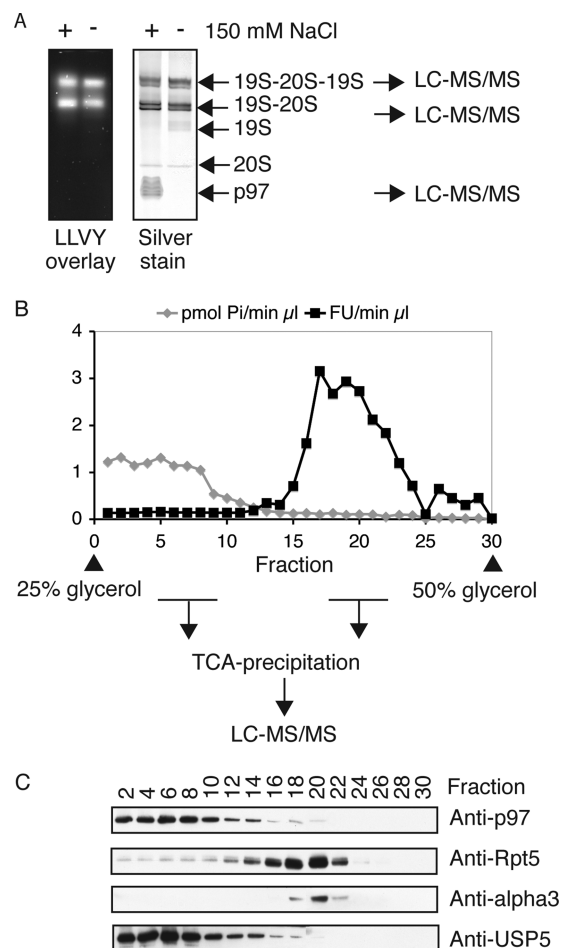 A
+ - 150 mM NaCl
19S-20S-19S LC-MS/MS
19S-20S LC-MS/MS
19S
20S
p97 LC-MS/MS
LLVY overlay
Silver stain
B
pmol Pi/min µl FU/min µl
+ -
4
3
2
1
0
0 5 10 15 20 25 30
Fraction
25% glycerol 50% glycerol
TCA-precipitation
LC-MS/MS
C
2 4 6 8 10 12 14 16 18 20 22 24 26 28 30 Fraction
Anti-p97
Anti-Rpt5
Anti-alpha3
Anti-USP5